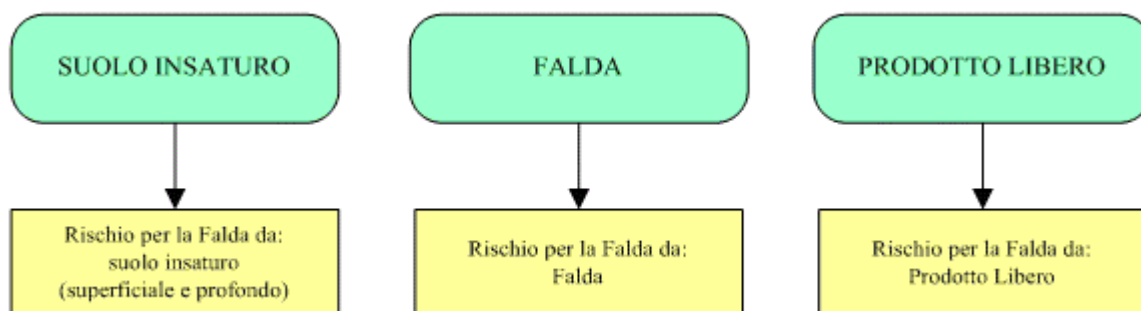 SUOLO INSATURO
FALDA
PRODOTTO LIBERO
Rischio per la Falda da:
suolo insaturo
(superficiale e profondo)
Rischio per la Falda da:
Falda
Rischio per la Falda da:
Prodotto Libero